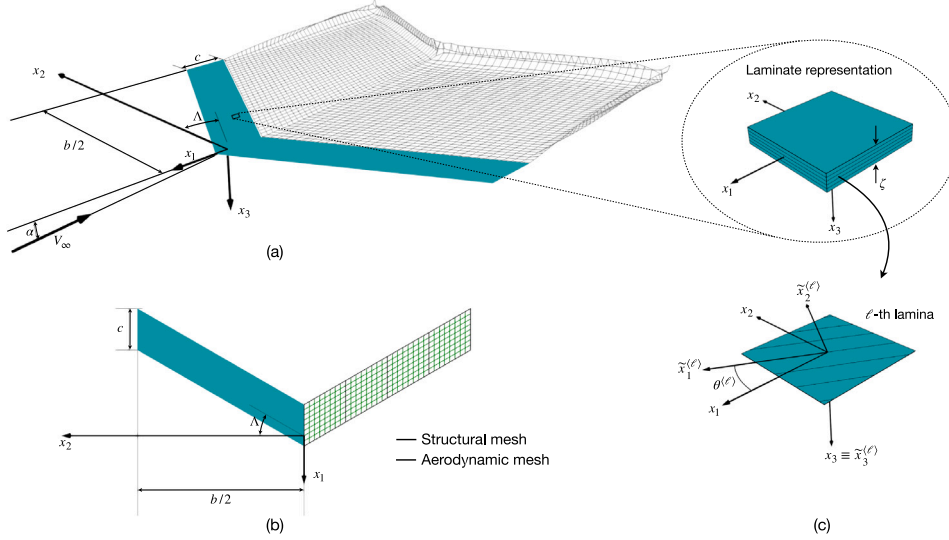 c
x₂
Λ
b/2
x₁
x₃
α
V∞
(a)
Laminate representation
x₂
x₁
ζ
x₃
c
Λ
x₂
x₁
b/2
(b)
Structural mesh
Aerodynamic mesh
x̃₂⟨ℓ⟩
x₂
ℓ-th lamina
x̃₁⟨ℓ⟩
θ⟨ℓ⟩
x₁
x₃ ≡ x̃₃⟨ℓ⟩
(c)